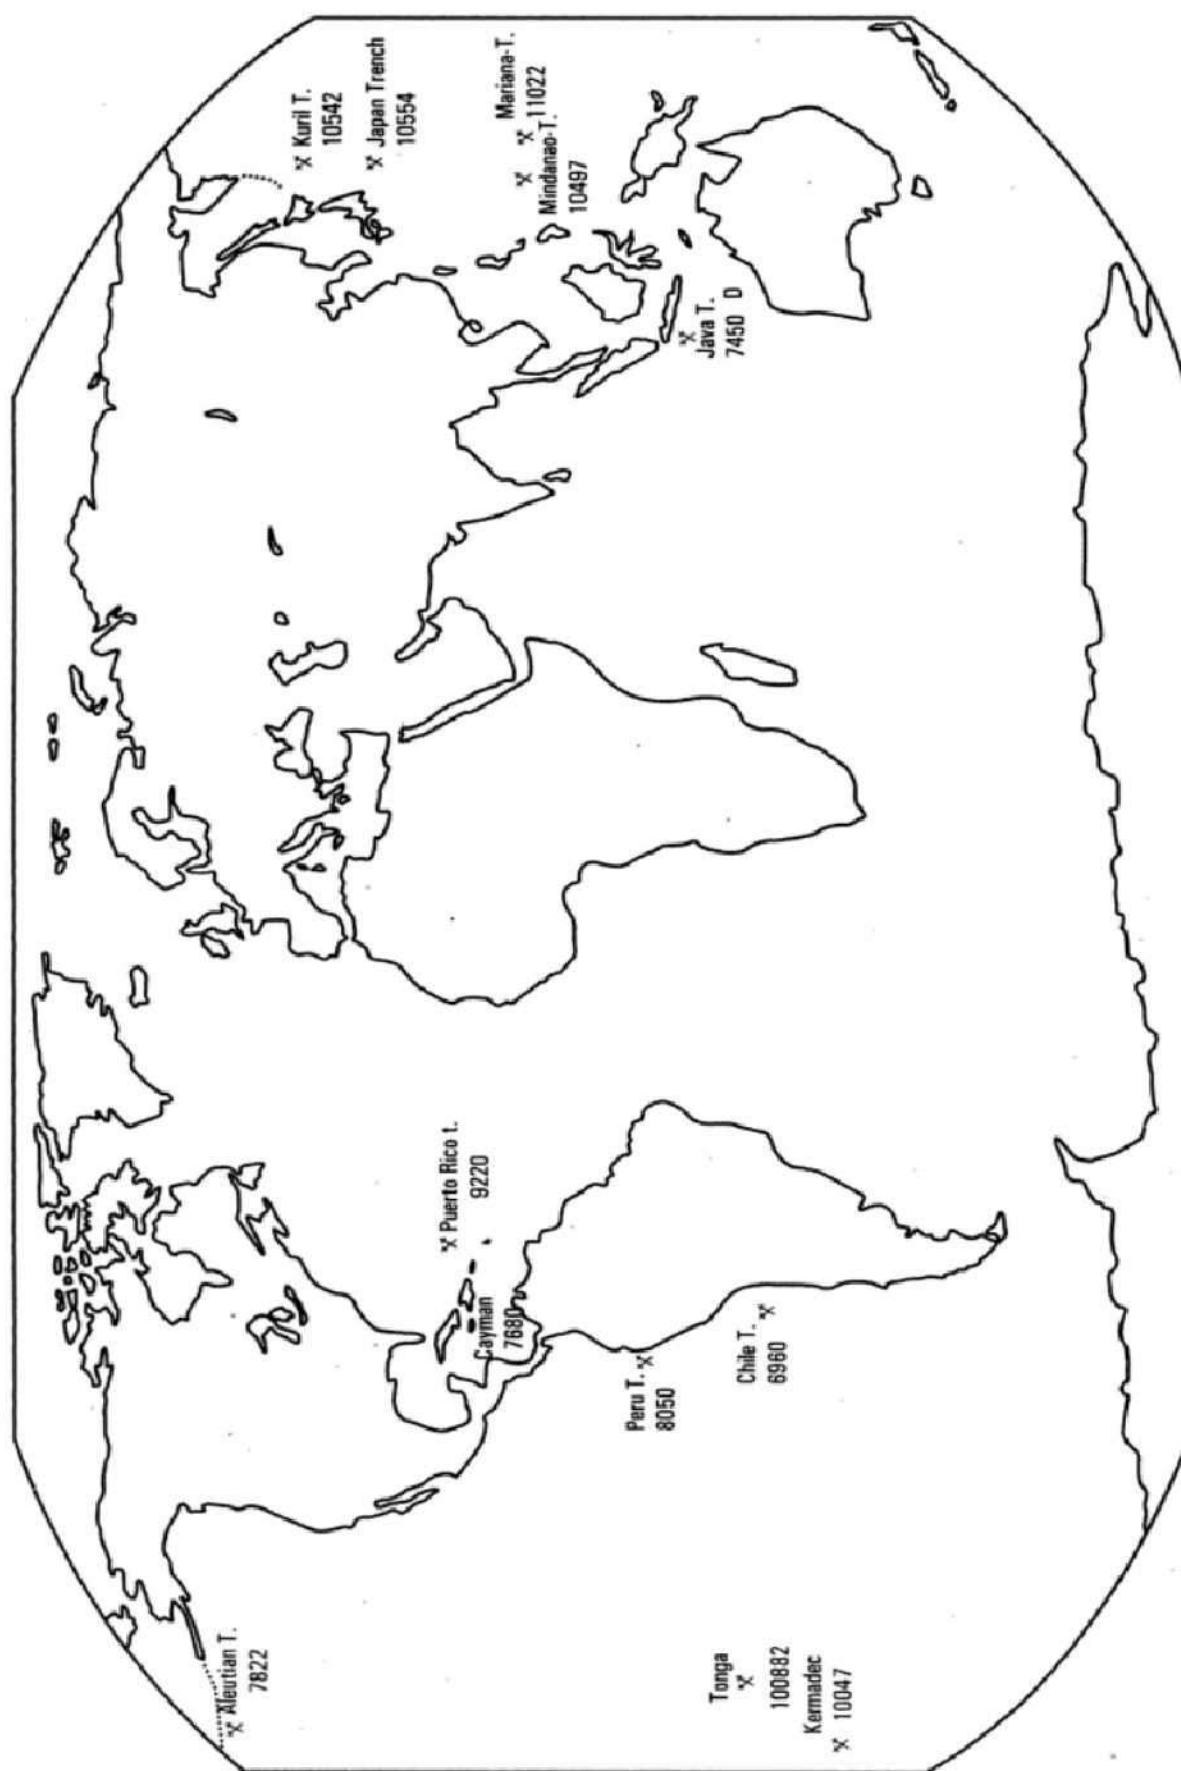 Aleutian T.
7822
Kuril T.
10542
Japan Trench
10554
Puerto Rico t.
9220
Cayman
7680
Mariana-T.
11022
Mindanao-T.
10497
Peru T.
8050
Java T.
7450 D
Chile T.
6960
Tonga
100882
Kermadec
10047